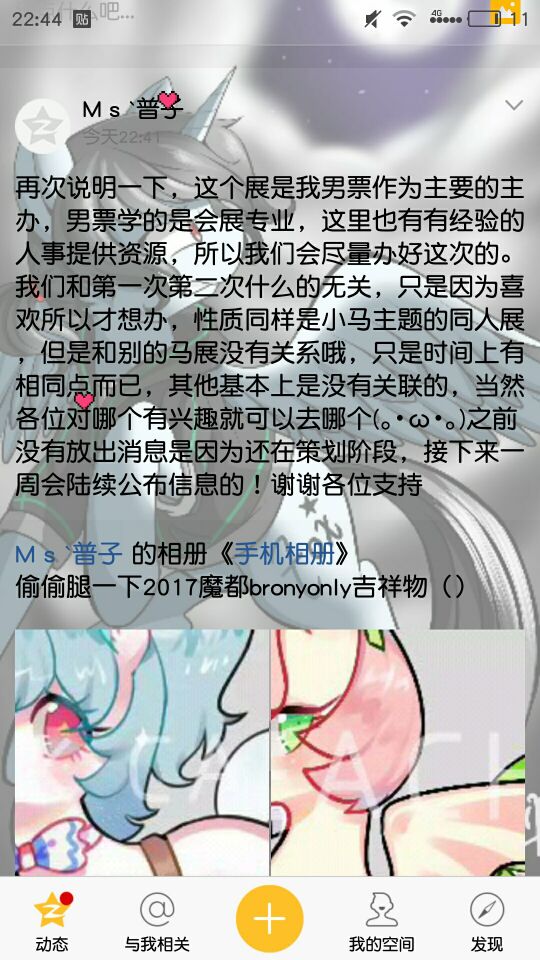 22:44 贴 4G 11
什么吧...
Ms`普子
今天22:41
再次说明一下，这个展是我男票作为主要的主
办，男票学的是会展专业，这里也有有经验的
人事提供资源，所以我们会尽量办好这次的。
我们和第一次第二次什么的无关，只是因为喜
欢所以才想办，性质同样是小马主题的同人展
，但是和别的马展没有关系哦，只是时间上有
相同点而已，其他基本上是没有关联的，当然
各位对哪个有兴趣就可以去哪个(｡･ω･｡)之前
没有放出消息是因为还在策划阶段，接下来一
周会陆续公布信息的！谢谢各位支持
Ms`普子 的相册《手机相册》
偷偷腿一下2017魔都bronyonly吉祥物（）
动态 与我相关 我的空间 发现